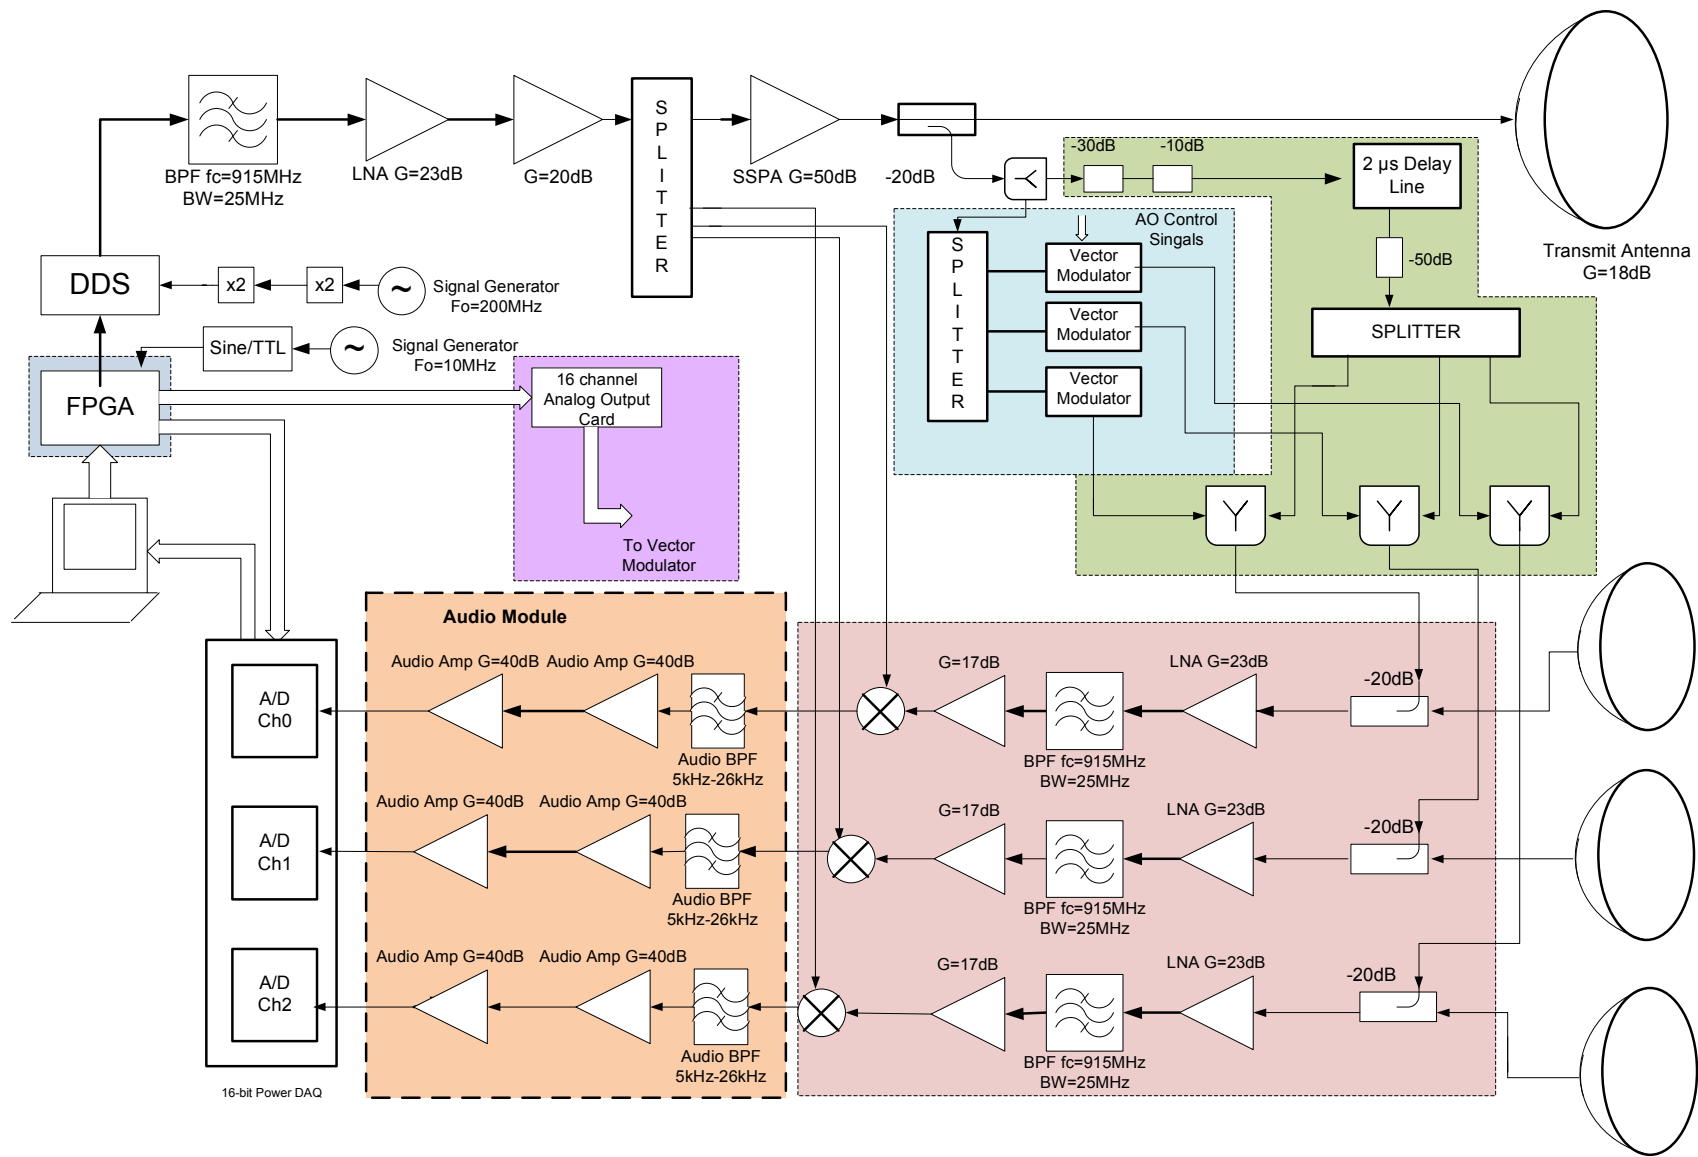 BPF fc=915MHz
BW=25MHz
LNA G=23dB
G=20dB
S
P
L
I
T
T
E
R
SSPA G=50dB
-20dB
-30dB
-10dB
2 µs Delay
Line
-50dB
SPLITTER
Transmit Antenna
G=18dB
AO Control
Singals
S
P
L
I
T
T
E
R
Vector
Modulator
Vector
Modulator
Vector
Modulator
DDS
x2
x2
~
Signal Generator
Fo=200MHz
Sine/TTL
~
Signal Generator
Fo=10MHz
FPGA
16 channel
Analog Output
Card
To Vector
Modulator
Audio Module
Audio Amp G=40dB
Audio Amp G=40dB
G=17dB
LNA G=23dB
-20dB
A/D
Ch0
Audio BPF
5kHz-26kHz
BPF fc=915MHz
BW=25MHz
Audio Amp G=40dB
Audio Amp G=40dB
G=17dB
LNA G=23dB
-20dB
A/D
Ch1
Audio BPF
5kHz-26kHz
BPF fc=915MHz
BW=25MHz
Audio Amp G=40dB
Audio Amp G=40dB
G=17dB
LNA G=23dB
-20dB
A/D
Ch2
Audio BPF
5kHz-26kHz
BPF fc=915MHz
BW=25MHz
16-bit Power DAQ